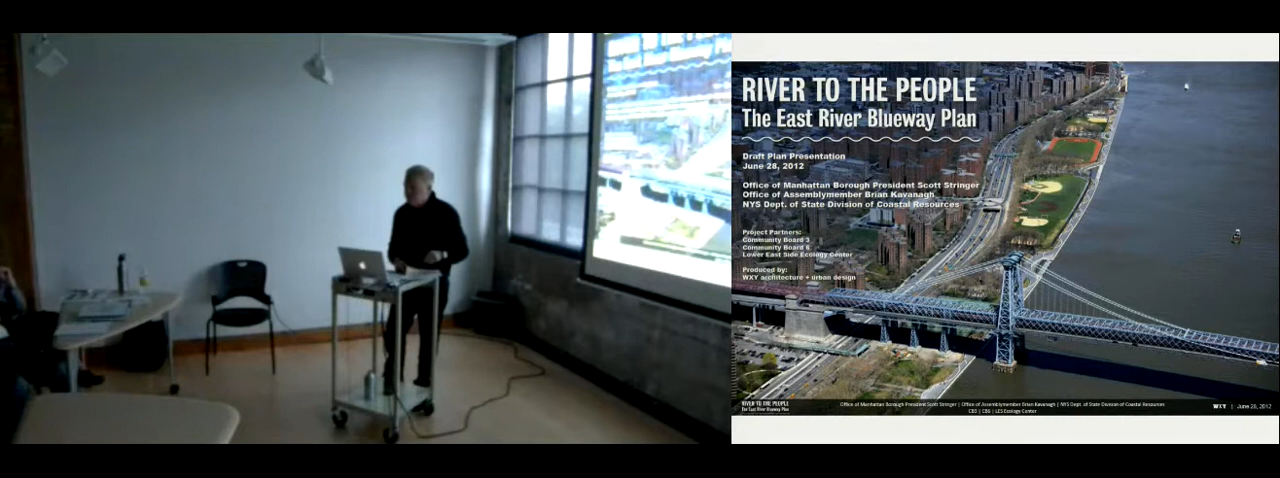 RIVER TO THE PEOPLE
The East River Blueway Plan
Draft Plan Presentation
June 28, 2012
Office of Manhattan Borough President Scott Stringer
Office of Assemblymember Brian Kavanagh
NYS Dept. of State Division of Coastal Resources
Project Partners:
Community Board 3
Community Board 6
Lower East Side Ecology Center
Produced by:
WXY architecture + urban design
RIVER TO THE PEOPLE
The East River Blueway Plan
Office of Manhattan Borough President Scott Stringer | Office of Assemblymember Brian Kavanagh | NYS Dept. of State Division of Coastal Resources
CB3 | CB6 | LES Ecology Center
WXY | June 28, 2012